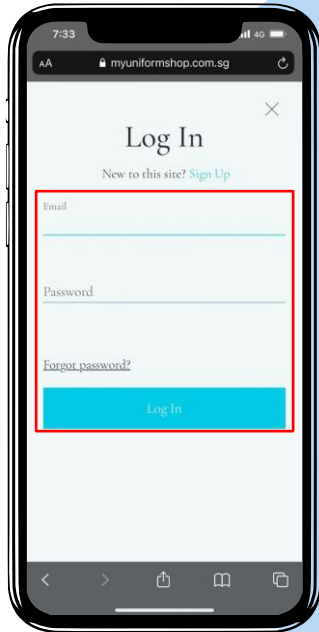 7:33
4G
AA myuniformshop.com.sg
Log In
New to this site? Sign Up
Email
Password
Forgot password?
Log In